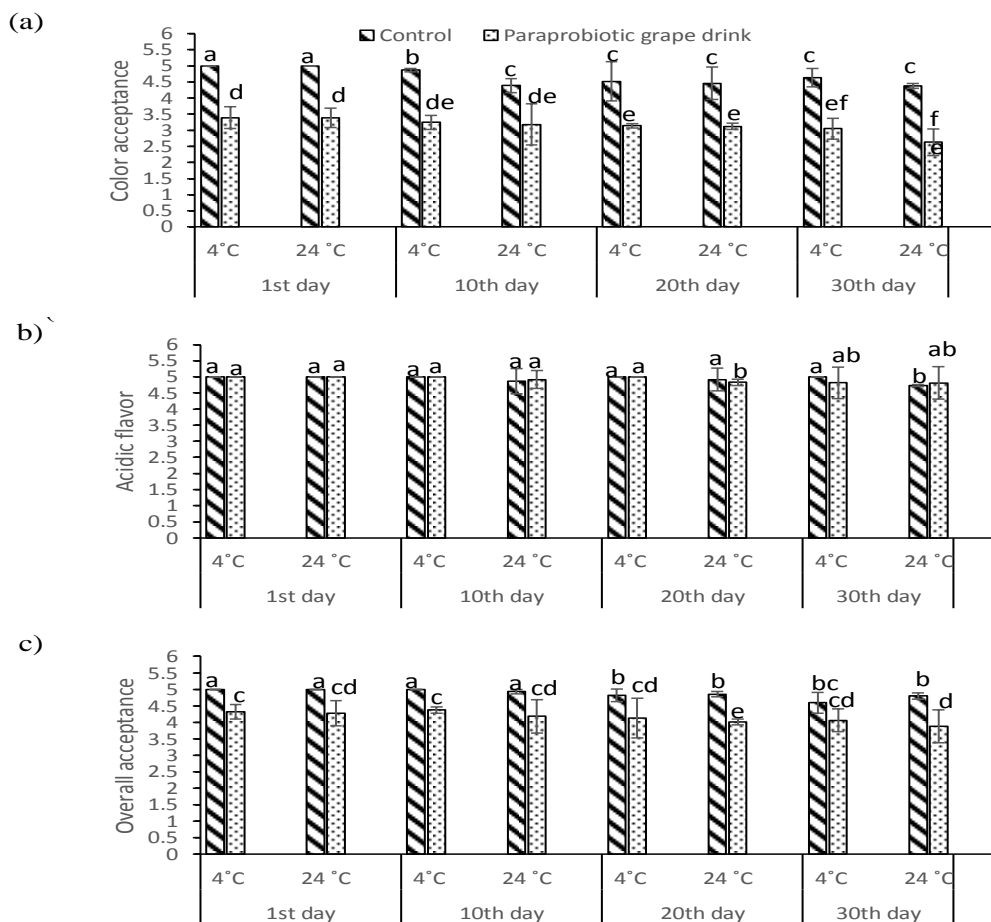 (a)
Control Paraprobiotic grape drink
Color acceptance
6
5.5
5
4.5
4
3.5
3
2.5
2
1.5
1
0.5
0
a d a d b de c de c e c e c ef c f e
4˚C 24 ˚C 4˚C 24 ˚C 4˚C 24 ˚C 4˚C 24 ˚C
1st day 10th day 20th day 30th day
b) `
Acidic flavor
6
5.5
5
4.5
4
3.5
3
2.5
2
1.5
1
0.5
0
a a a a a a a a a a a b a ab b ab
4˚C 24 ˚C 4˚C 24 ˚C 4˚C 24 ˚C 4˚C 24 ˚C
1st day 10th day 20th day 30th day
c)
Overall acceptance
6
5.5
5
4.5
4
3.5
3
2.5
2
1.5
1
0.5
0
a c a cd a c a cd b cd b e bc cd b d
4˚C 24 ˚C 4˚C 24 ˚C 4˚C 24 ˚C 4˚C 24 ˚C
1st day 10th day 20th day 30th day